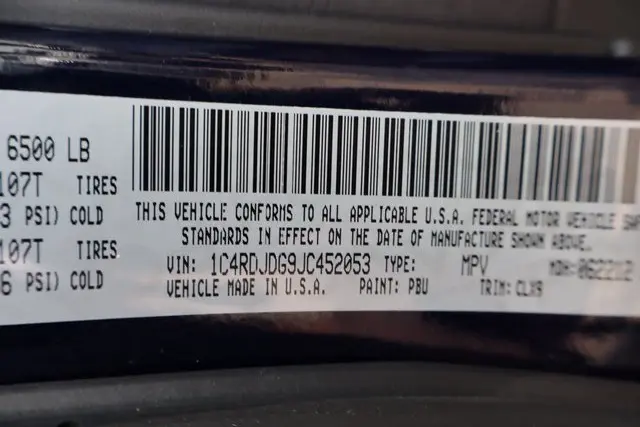 6500 LB
107T TIRES
3 PSI) COLD
107T TIRES
6 PSI) COLD
THIS VEHICLE CONFORMS TO ALL APPLICABLE U.S.A. FEDERAL MOTOR VEHICLE
STANDARDS IN EFFECT ON THE DATE OF MANUFACTURE SHOWN ABOVE.
VIN: 1C4RDJDG9JC452053 TYPE: MPV MDH:
VEHICLE MADE IN U.S.A. PAINT: PBU TRIM: CLX9